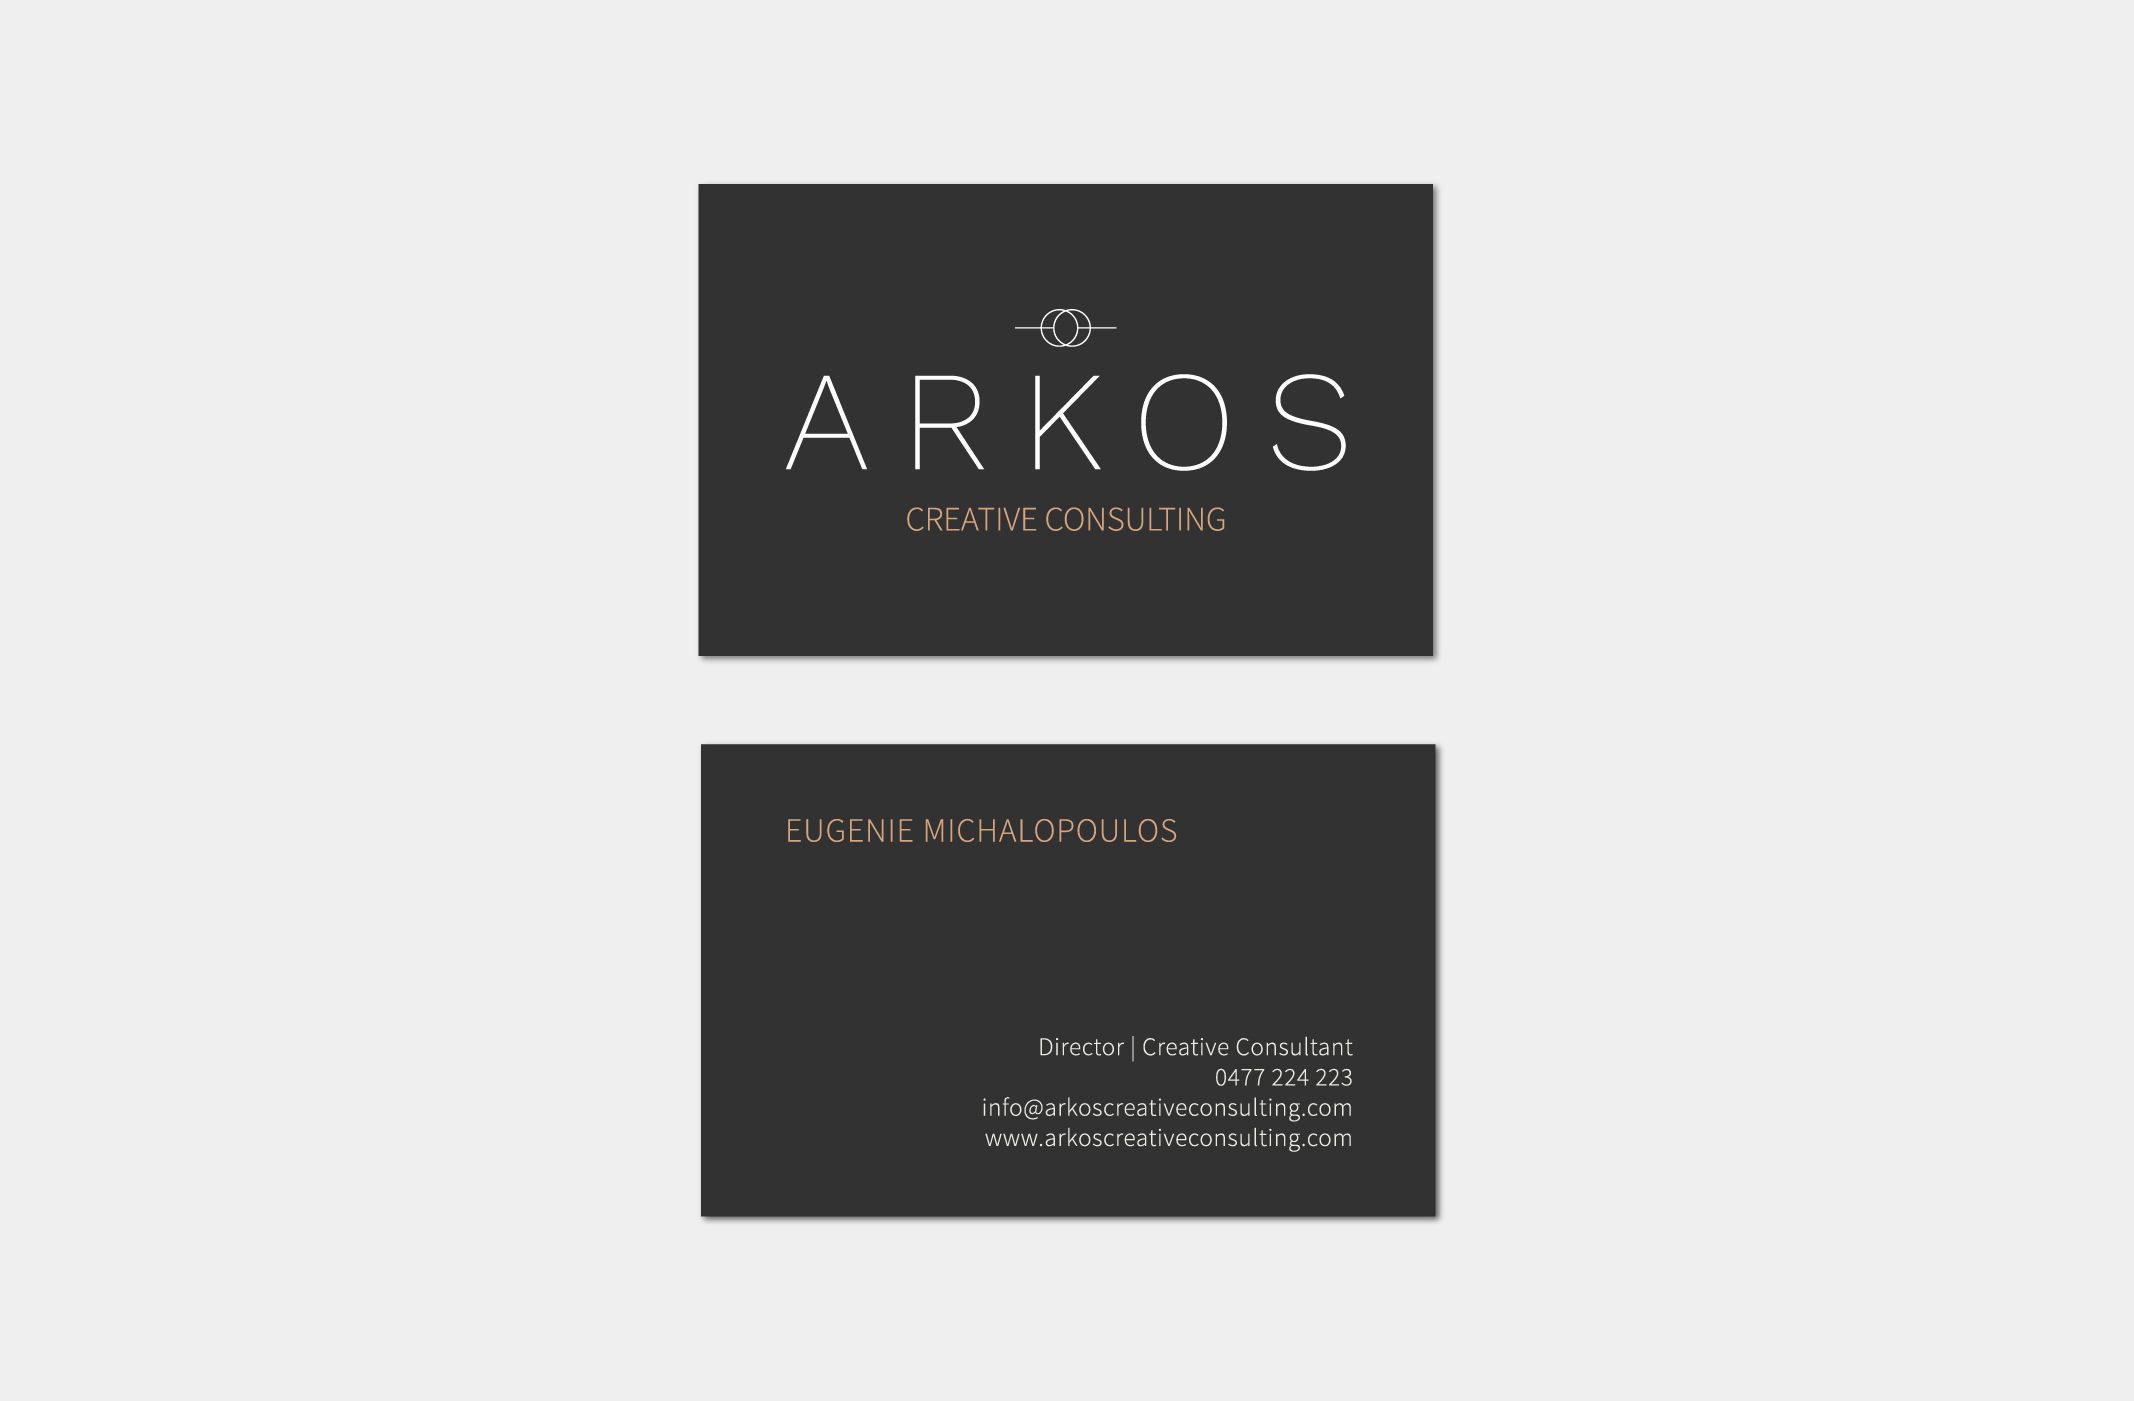 ARKOS
CREATIVE CONSULTING
EUGENIE MICHALOPOULOS
Director | Creative Consultant
0477 224 223
info@arkoscreativeconsulting.com
www.arkoscreativeconsulting.com